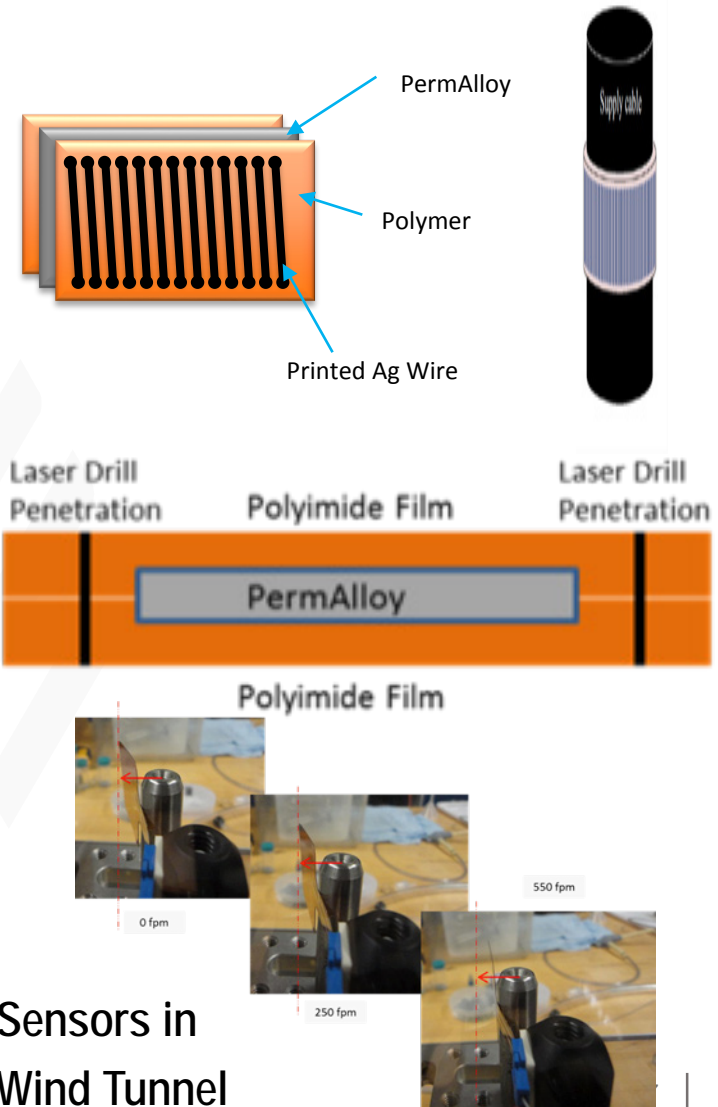 PermAlloy
Supply cable
Polymer
Printed Ag Wire
Laser Drill
Penetration
Polyimide Film
Laser Drill
Penetration
PermAlloy
Polyimide Film
550 fpm
0 fpm
250 fpm
Sensors in
Wind Tunnel
|